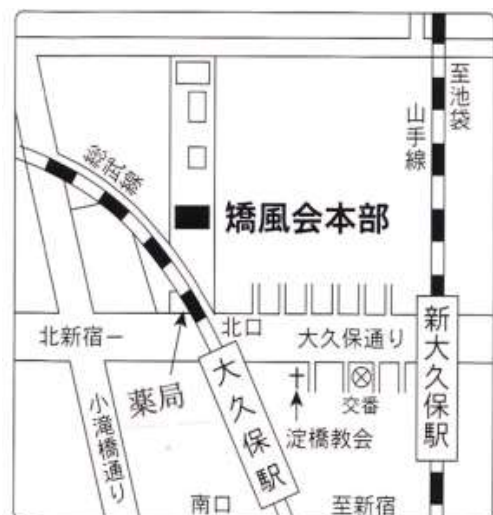 至池袋
山手線
総武線
矯風会本部
北新宿一
北口
大久保通り
新大久保駅
薬局
大久保駅
交番
淀橋教会
小滝橋通り
南口
至新宿